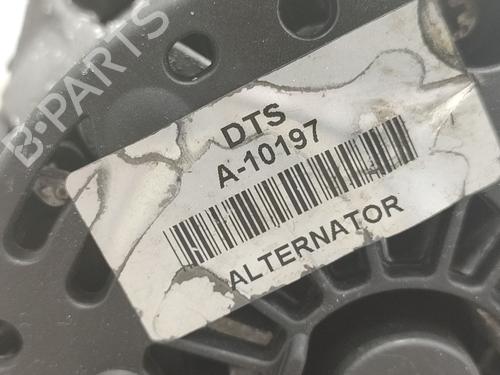 B-PARTS
DTS
A-10197
ALTERNATOR